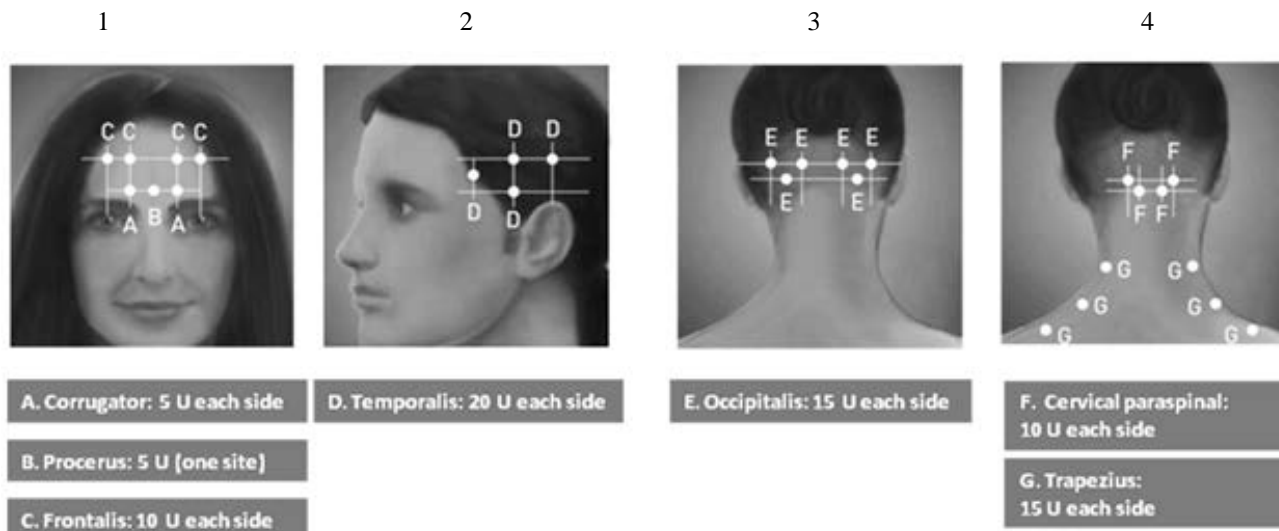 1 2 3 4
C C C C
A B A
D D
D D
E E E E
E E
F F
F F
G G
G G
G G
A. Corrugator: 5 U each side
B. Procerus: 5 U (one site)
C. Frontalis: 10 U each side
D. Temporalis: 20 U each side
E. Occipitalis: 15 U each side
F. Cervical paraspinal:
10 U each side
G. Trapezius:
15 U each side